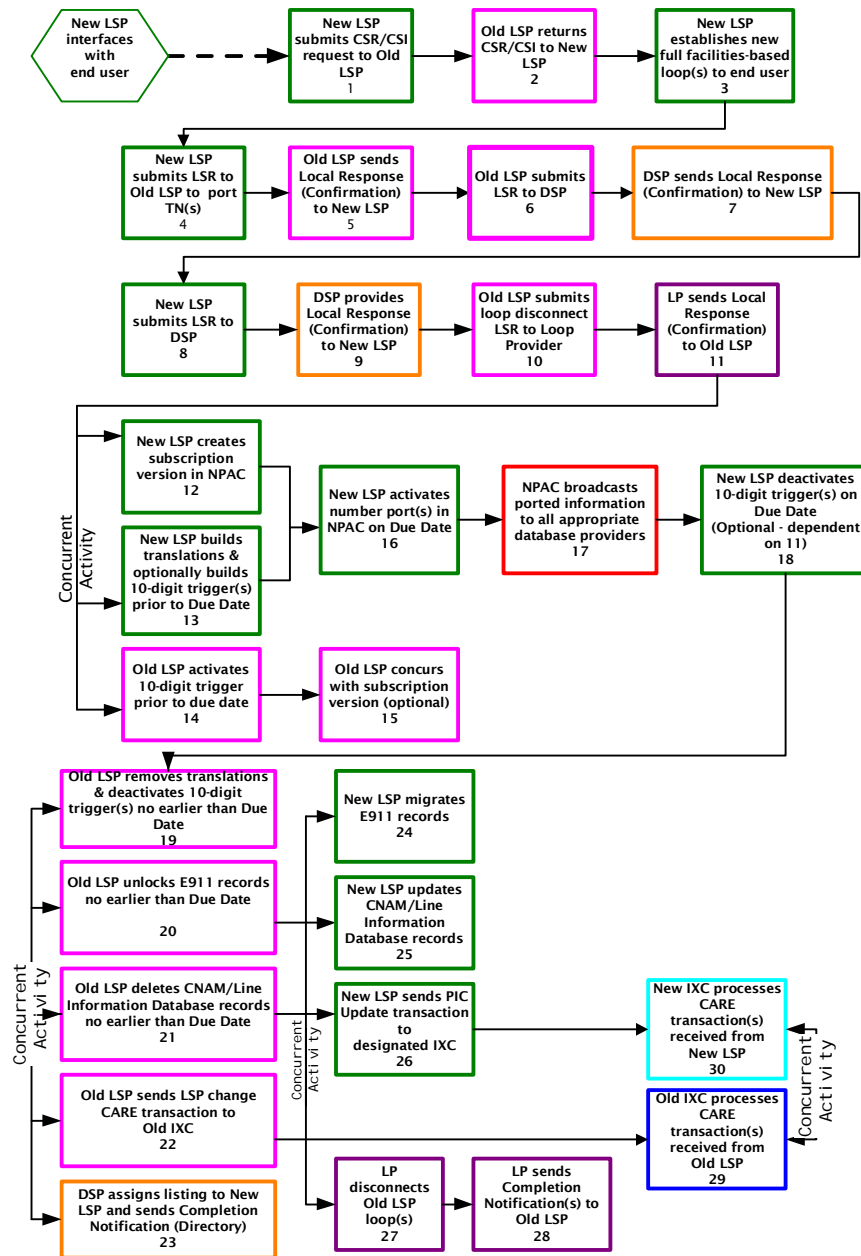 New LSP
interfaces
with
end user
New LSP
submits CSR/CSI
request to Old
LSP
1
Old LSP returns
CSR/CSI to New
LSP
2
New LSP
establishes new
full facilities-based
loop(s) to end user
3
New LSP
submits LSR to
Old LSP to port
TN(s)
4
Old LSP sends
Local Response
(Confirmation)
to New LSP
5
Old LSP submits
LSR to DSP
6
DSP sends Local Response
(Confirmation) to New LSP
7
New LSP
submits LSR to
DSP
8
DSP provides
Local Response
(Confirmation)
to New LSP
9
Old LSP submits
loop disconnect
LSR to Loop
Provider
10
LP sends Local
Response
(Confirmation)
to Old LSP
11
Concurrent
Activity
New LSP creates
subscription
version in NPAC
12
New LSP builds
translations &
optionally builds
10-digit trigger(s)
prior to Due Date
13
Old LSP activates
10-digit trigger
prior to due date
14
Old LSP concurs
with subscription
version (optional)
15
New LSP activates
number port(s) in
NPAC on Due Date
16
NPAC broadcasts
ported information
to all appropriate
database providers
17
New LSP deactivates
10-digit trigger(s) on
Due Date
(Optional - dependent
on 11)
18
Concurrent
Activity
Old LSP removes translations
& deactivates 10-digit
trigger(s) no earlier than Due
Date
19
Old LSP unlocks E911 records
no earlier than Due Date
20
Old LSP deletes CNAM/Line
Information Database records
no earlier than Due Date
21
Old LSP sends LSP change
CARE transaction to
Old IXC
22
DSP assigns listing to New
LSP and sends Completion
Notification (Directory)
23
Concurrent
Activity
New LSP migrates
E911 records
24
New LSP updates
CNAM/Line
Information
Database records
25
New LSP sends PIC
Update transaction
to
designated IXC
26
LP
disconnects
Old LSP
loop(s)
27
LP sends
Completion
Notification(s) to
Old LSP
28
New IXC processes
CARE
transaction(s)
received from
New LSP
30
Old IXC processes
CARE
transaction(s)
received from
Old LSP
29
Concurrent
Activity